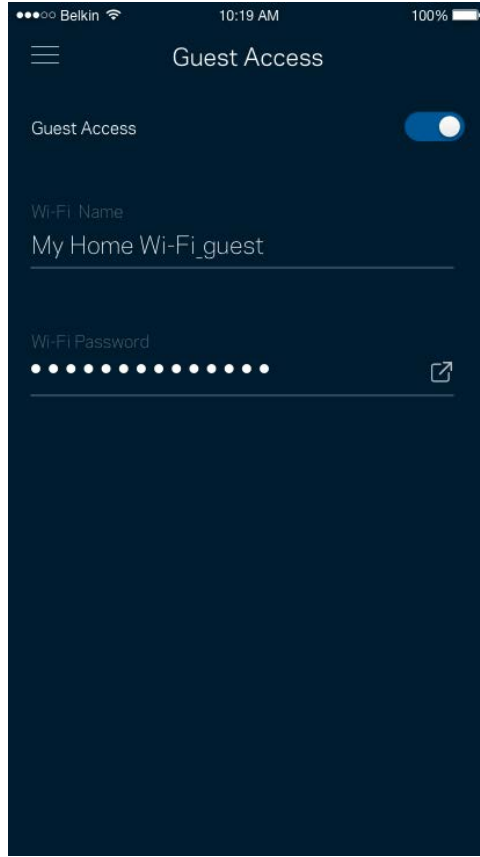 Belkin 10:19 AM 100%
Guest Access
Guest Access
Wi-Fi Name
My Home Wi-Fi_guest
Wi-Fi Password
••••••••••••••